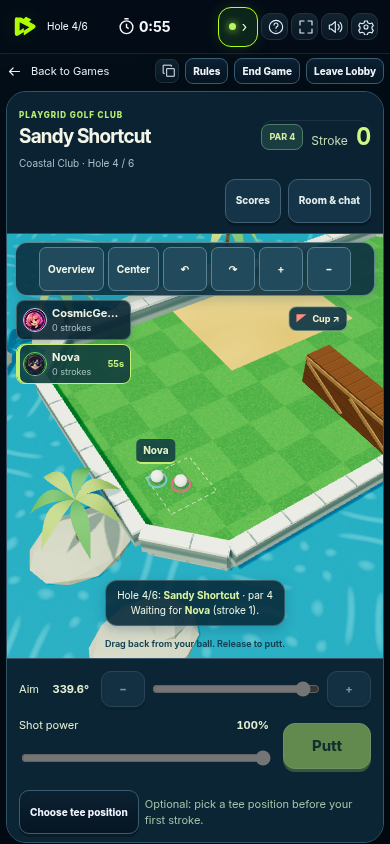 Hole 4/6
0:55
›
Back to Games
Rules
End Game
Leave Lobby
PLAYGRID GOLF CLUB
Sandy Shortcut
PAR 4
Stroke 0
Coastal Club · Hole 4 / 6
Scores
Room & chat
Overview
Center
↶
↷
+
−
CosmicGe...
0 strokes
Cup ↗
Nova
0 strokes
55s
Nova
Hole 4/6: Sandy Shortcut · par 4
Waiting for Nova (stroke 1).
Drag back from your ball. Release to putt.
Aim 339.6°
−
+
Shot power 100%
Putt
Choose tee position
Optional: pick a tee position before your
first stroke.